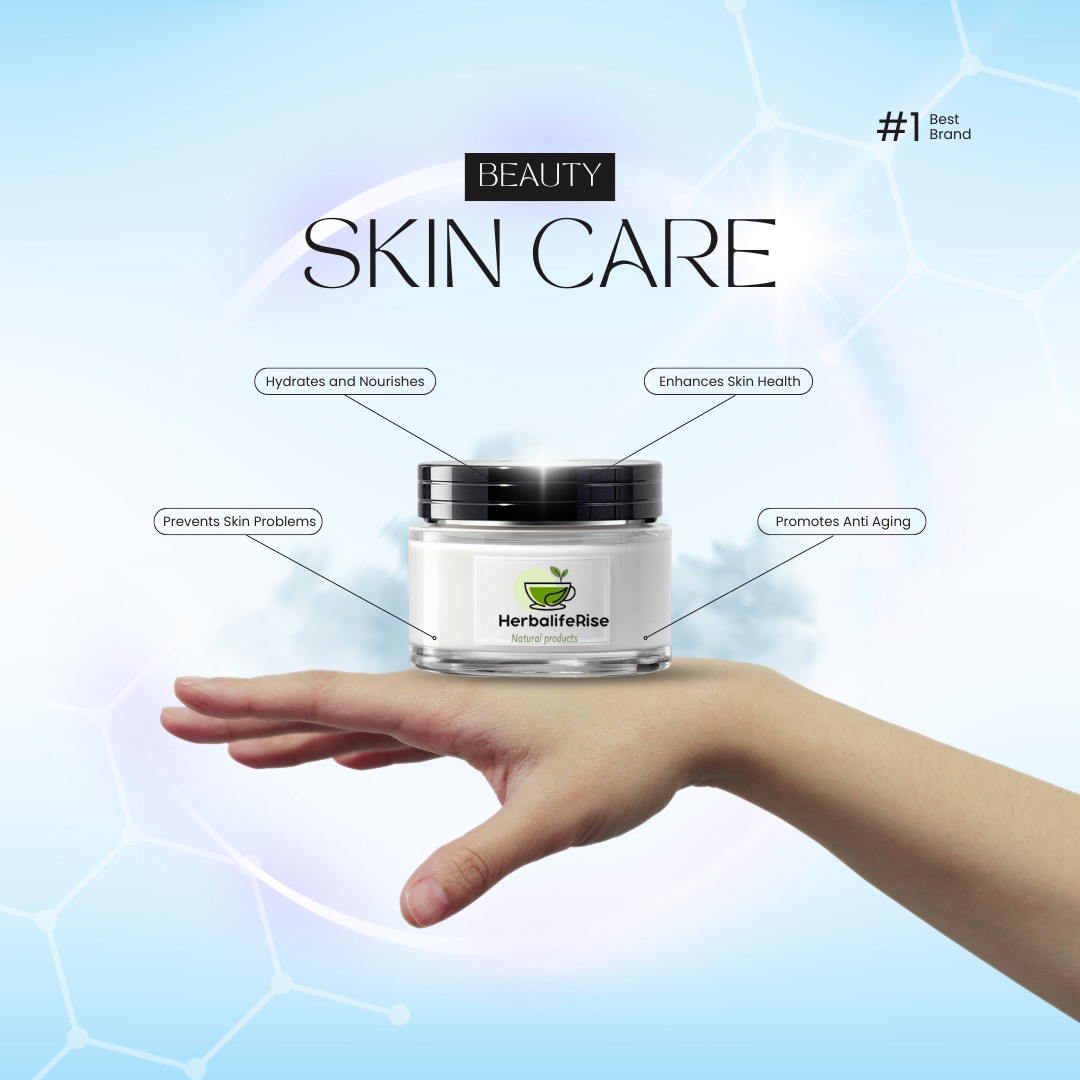 #1 Best
Brand
BEAUTY
SKIN CARE
Hydrates and Nourishes
Enhances Skin Health
Prevents Skin Problems
Promotes Anti Aging
HerbalifeRise
Natural products